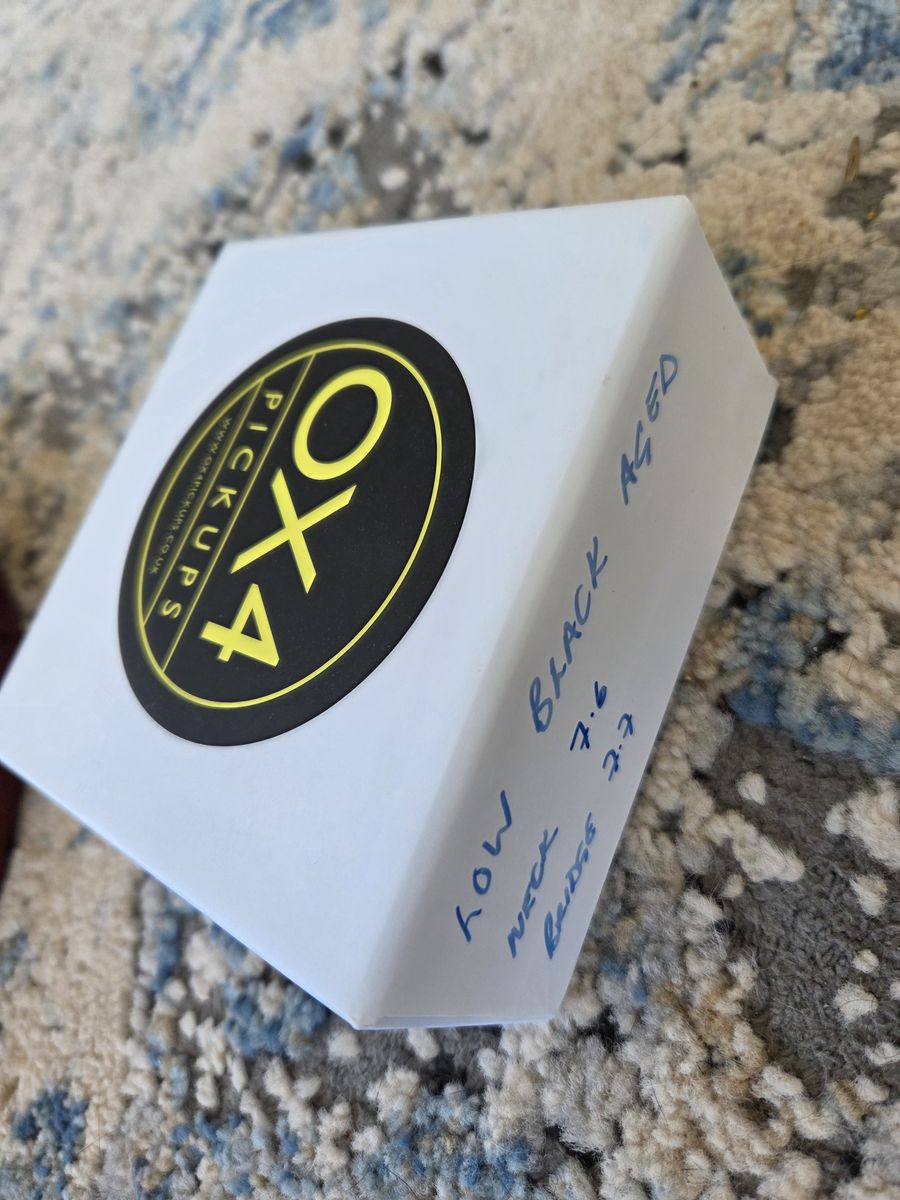 OX4
PICKUPS
WWW.OX4PICKUPS.CO.UK
LOW BLACK AGED
NECK 7.6
BRIDGE 7.7